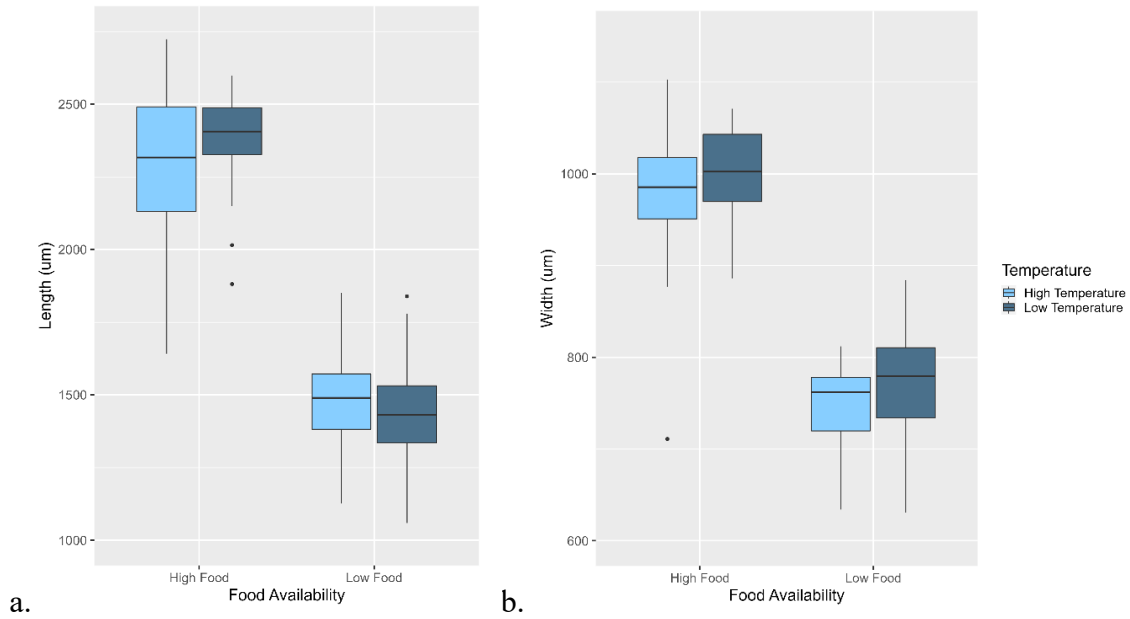 2500
2000
1500
1000
Length (um)
High Food
Low Food
Food Availability
a.
1000
800
600
Width (um)
High Food
Low Food
Food Availability
b.
Temperature
High Temperature
Low Temperature